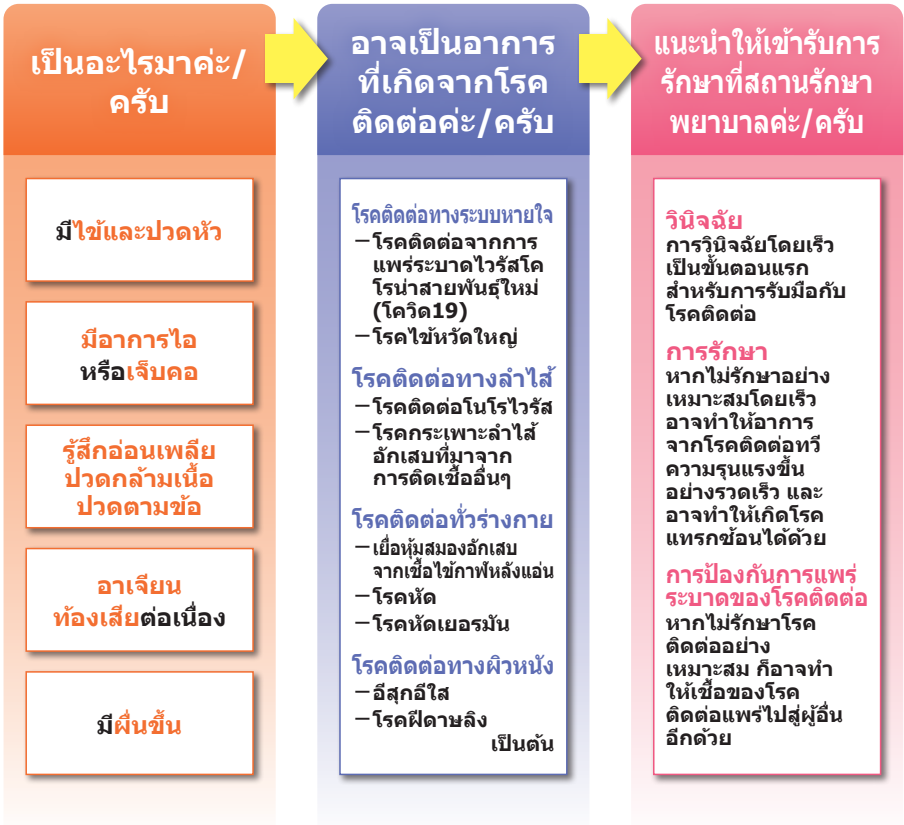 เป็นอะไรมาค่ะ/
ครับ
มีไข้และปวดหัว
มีอาการไอ
หรือเจ็บคอ
รู้สึกอ่อนเพลีย
ปวดกล้ามเนื้อ
ปวดตามข้อ
อาเจียน
ท้องเสียต่อเนื่อง
มีผื่นขึ้น
อาจเป็นอาการ
ที่เกิดจากโรค
ติดต่อค่ะ/ครับ
โรคติดต่อทางระบบหายใจ
－โรคติดต่อจากการ
แพร่ระบาดไวรัสโค
โรน่าสายพันธุ์ใหม่
(โควิด19)
－โรคไข้หวัดใหญ่
โรคติดต่อทางลำไส้
－โรคติดต่อโนโรไวรัส
－โรคกระเพาะลำไส้
อักเสบที่มาจาก
การติดเชื้ออื่นๆ
โรคติดต่อทั่วร่างกาย
－เยื่อหุ้มสมองอักเสบ
จากเชื้อไข้กาฬหลังแอ่น
－โรคหัด
－โรคหัดเยอรมัน
โรคติดต่อทางผิวหนัง
－อีสุกอีใส
－โรคฝีดาษลิง
เป็นต้น
แนะนำให้เข้ารับการ
รักษาที่สถานรักษา
พยาบาลค่ะ/ครับ
วินิจฉัย
การวินิจฉัยโดยเร็ว
เป็นขั้นตอนแรก
สำหรับการรับมือกับ
โรคติดต่อ
การรักษา
หากไม่รักษาอย่าง
เหมาะสมโดยเร็ว
อาจทำให้อาการ
จากโรคติดต่อทวี
ความรุนแรงขึ้น
อย่างรวดเร็ว และ
อาจทำให้เกิดโรค
แทรกซ้อนได้ด้วย
การป้องกันการแพร่
ระบาดของโรคติดต่อ
หากไม่รักษาโรค
ติดต่ออย่าง
เหมาะสม ก็อาจทำ
ให้เชื้อของโรค
ติดต่อแพร่ไปสู่ผู้อื่น
อีกด้วย